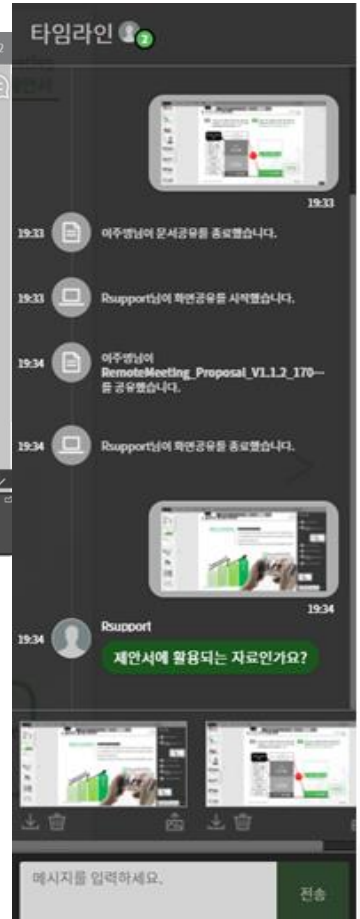 타임라인
2
19:33
19:33
이주영님이 문서공유를 종료했습니다.
19:33
Rsupport님이 화면공유를 시작했습니다.
19:34
이주영님이
RemoteMeeting_Proposal_V1.1.2_170···
를 공유했습니다.
19:34
Rsupport님이 화면공유를 종료했습니다.
19:34
Rsupport
19:34
제안서에 활용되는 자료인가요?
메시지를 입력하세요.
전송